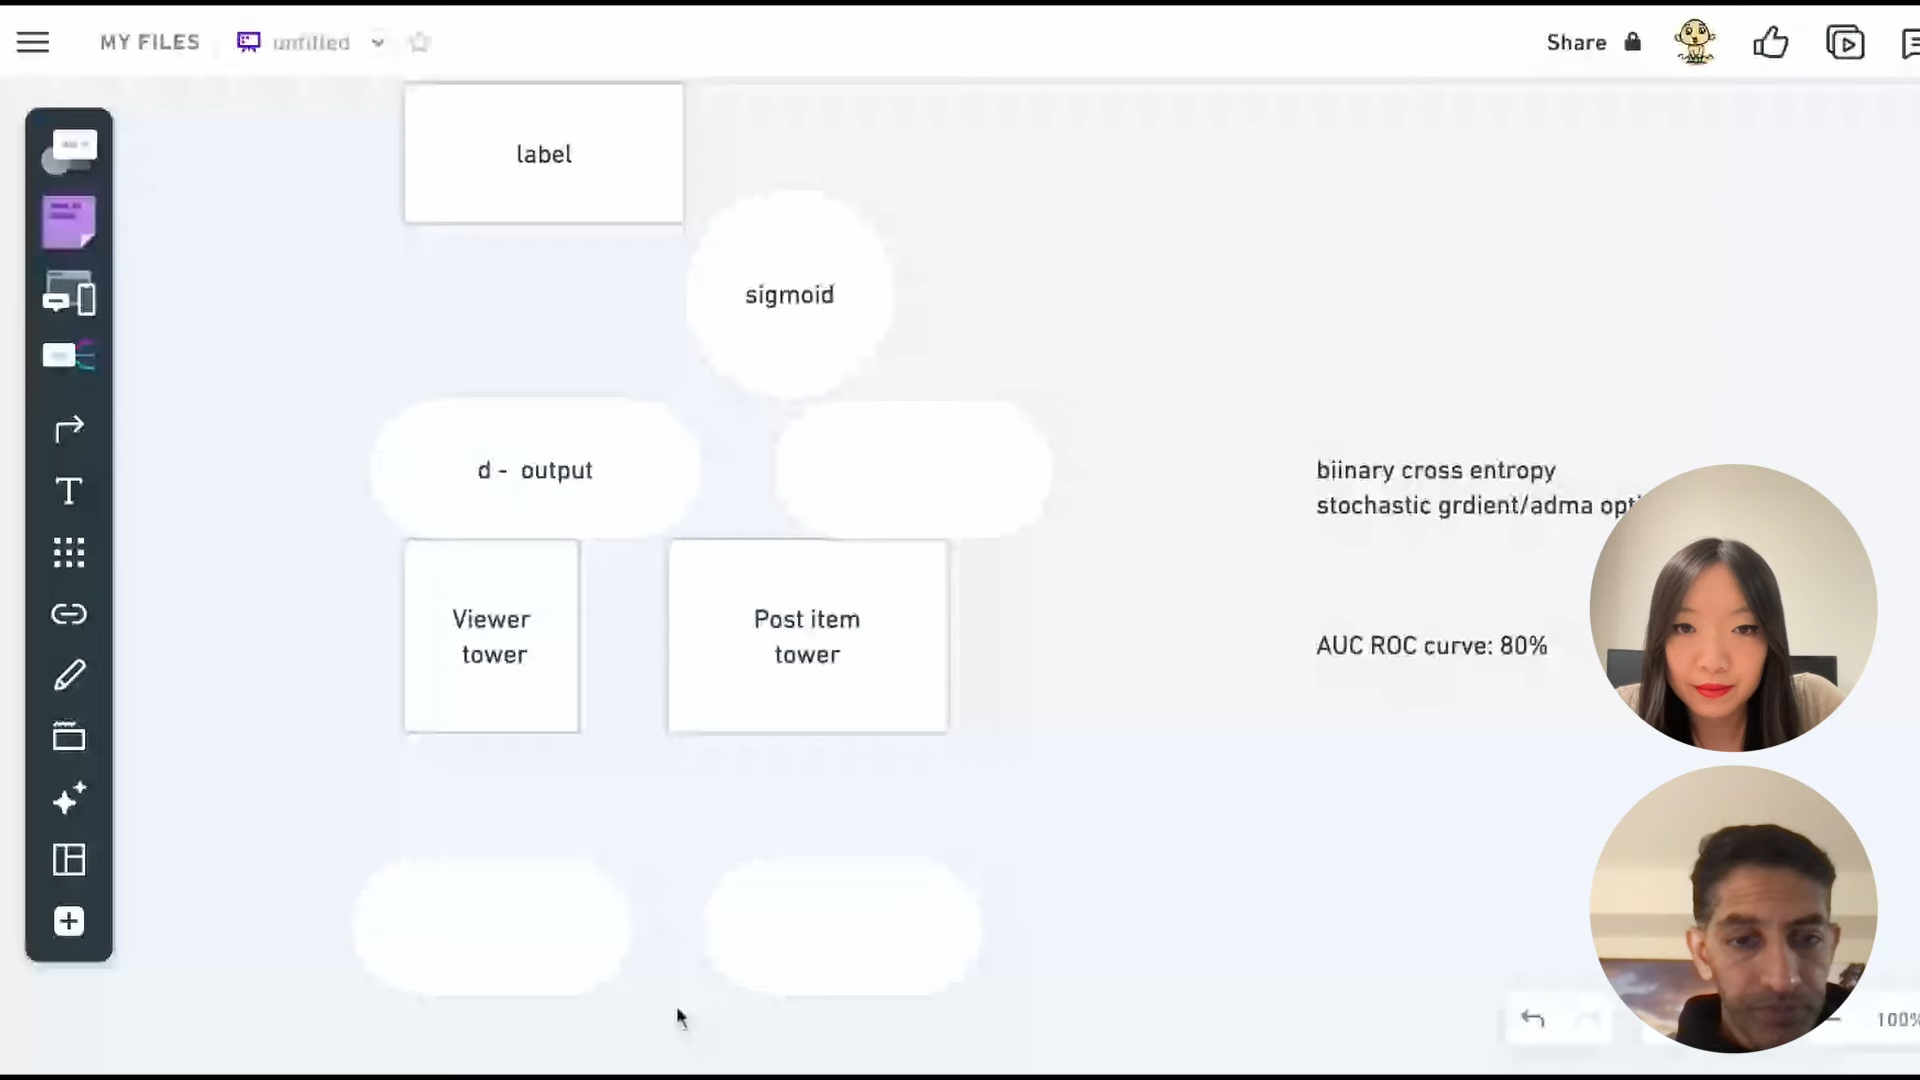 MY FILES
untitled
Share
label
sigmoid
d - output
biinary cross entropy
stochastic grdient/adma opti
Viewer
tower
Post item
tower
AUC ROC curve: 80%
100%